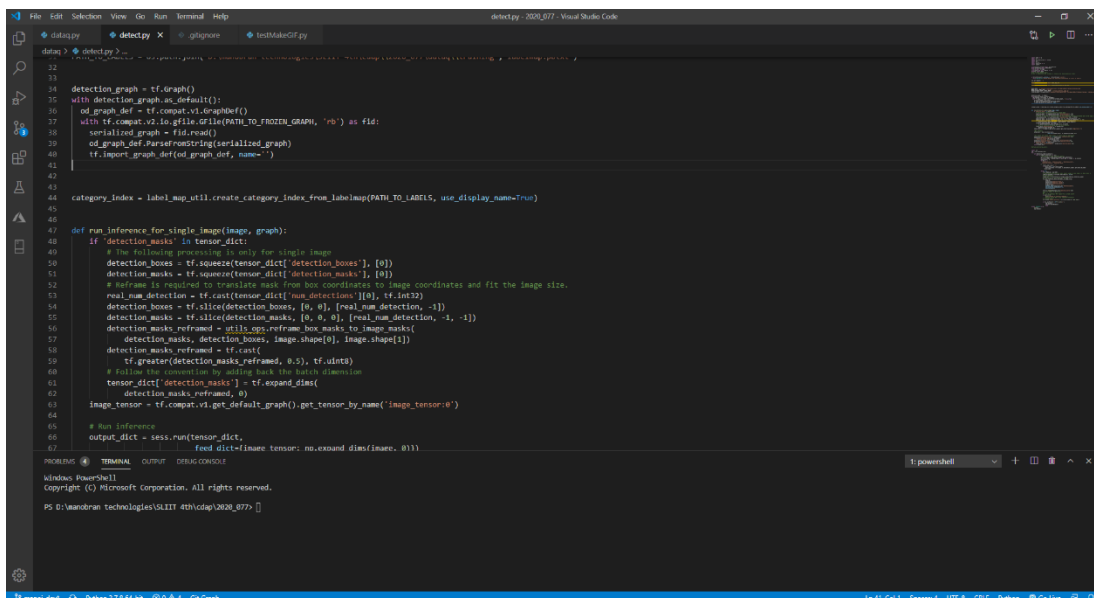 File Edit Selection View Go Run Terminal Help detect.py - 2020_077 - Visual Studio Code
dataq.py detect.py .gitignore testMakeGIF.py
dataq > detect.py > ...
32
33
34 detection_graph = tf.Graph()
35 with detection_graph.as_default():
36 od_graph_def = tf.compat.v1.GraphDef()
37 with tf.compat.v2.io.gfile.GFile(PATH_TO_FROZEN_GRAPH, 'rb') as fid:
38 serialized_graph = fid.read()
39 od_graph_def.ParseFromString(serialized_graph)
40 tf.import_graph_def(od_graph_def, name='')
41
42
43
44 category_index = label_map_util.create_category_index_from_labelmap(PATH_TO_LABELS, use_display_name=True)
45
46
47 def run_inference_for_single_image(image, graph):
48 if 'detection_masks' in tensor_dict:
49 # The following processing is only for single image
50 detection_boxes = tf.squeeze(tensor_dict['detection_boxes'], [0])
51 detection_masks = tf.squeeze(tensor_dict['detection_masks'], [0])
52 # Reframe is required to translate mask from box coordinates to image coordinates and fit the image size.
53 real_num_detection = tf.cast(tensor_dict['num_detections'][0], tf.int32)
54 detection_boxes = tf.slice(detection_boxes, [0, 0], [real_num_detection, -1])
55 detection_masks = tf.slice(detection_masks, [0, 0, 0], [real_num_detection, -1, -1])
56 detection_masks_reframed = utils_ops.reframe_box_masks_to_image_masks(
57 detection_masks, detection_boxes, image.shape[0], image.shape[1])
58 detection_masks_reframed = tf.cast(
59 tf.greater(detection_masks_reframed, 0.5), tf.uint8)
60 # Follow the convention by adding back the batch dimension
61 tensor_dict['detection_masks'] = tf.expand_dims(
62 detection_masks_reframed, 0)
63 image_tensor = tf.compat.v1.get_default_graph().get_tensor_by_name('image_tensor:0')
64
65 # Run inference
66 output_dict = sess.run(tensor_dict,
67 feed_dict={image_tensor: np.expand_dims(image, 0)})
PROBLEMS 4 TERMINAL OUTPUT DEBUG CONSOLE 1: powershell
Windows PowerShell
Copyright (C) Microsoft Corporation. All rights reserved.
PS D:\manobran technologies\SLIIT 4th\cdap\2020_077>